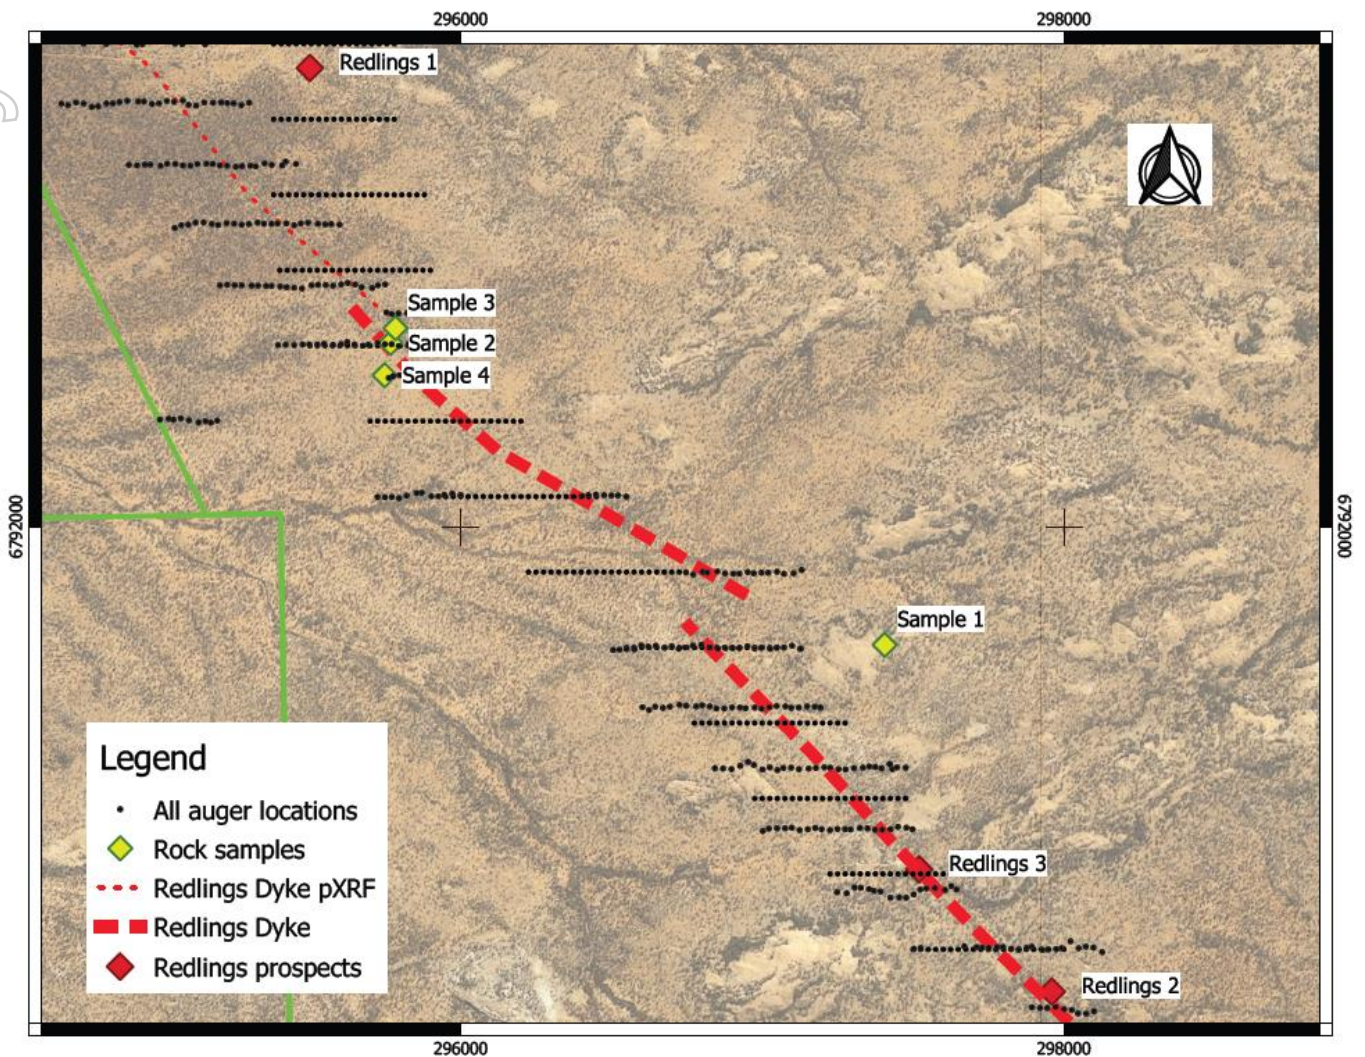 296000
298000
Redlings 1
Sample 3
Sample 2
Sample 4
6792000
6792000
Sample 1
Legend
All auger locations
Rock samples
Redlings Dyke pXRF
Redlings Dyke
Redlings prospects
Redlings 3
Redlings 2
296000
298000